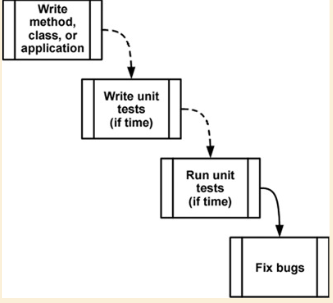 Write
method,
class, or
application
Write unit
tests
(if time)
Run unit
tests
(if time)
Fix bugs